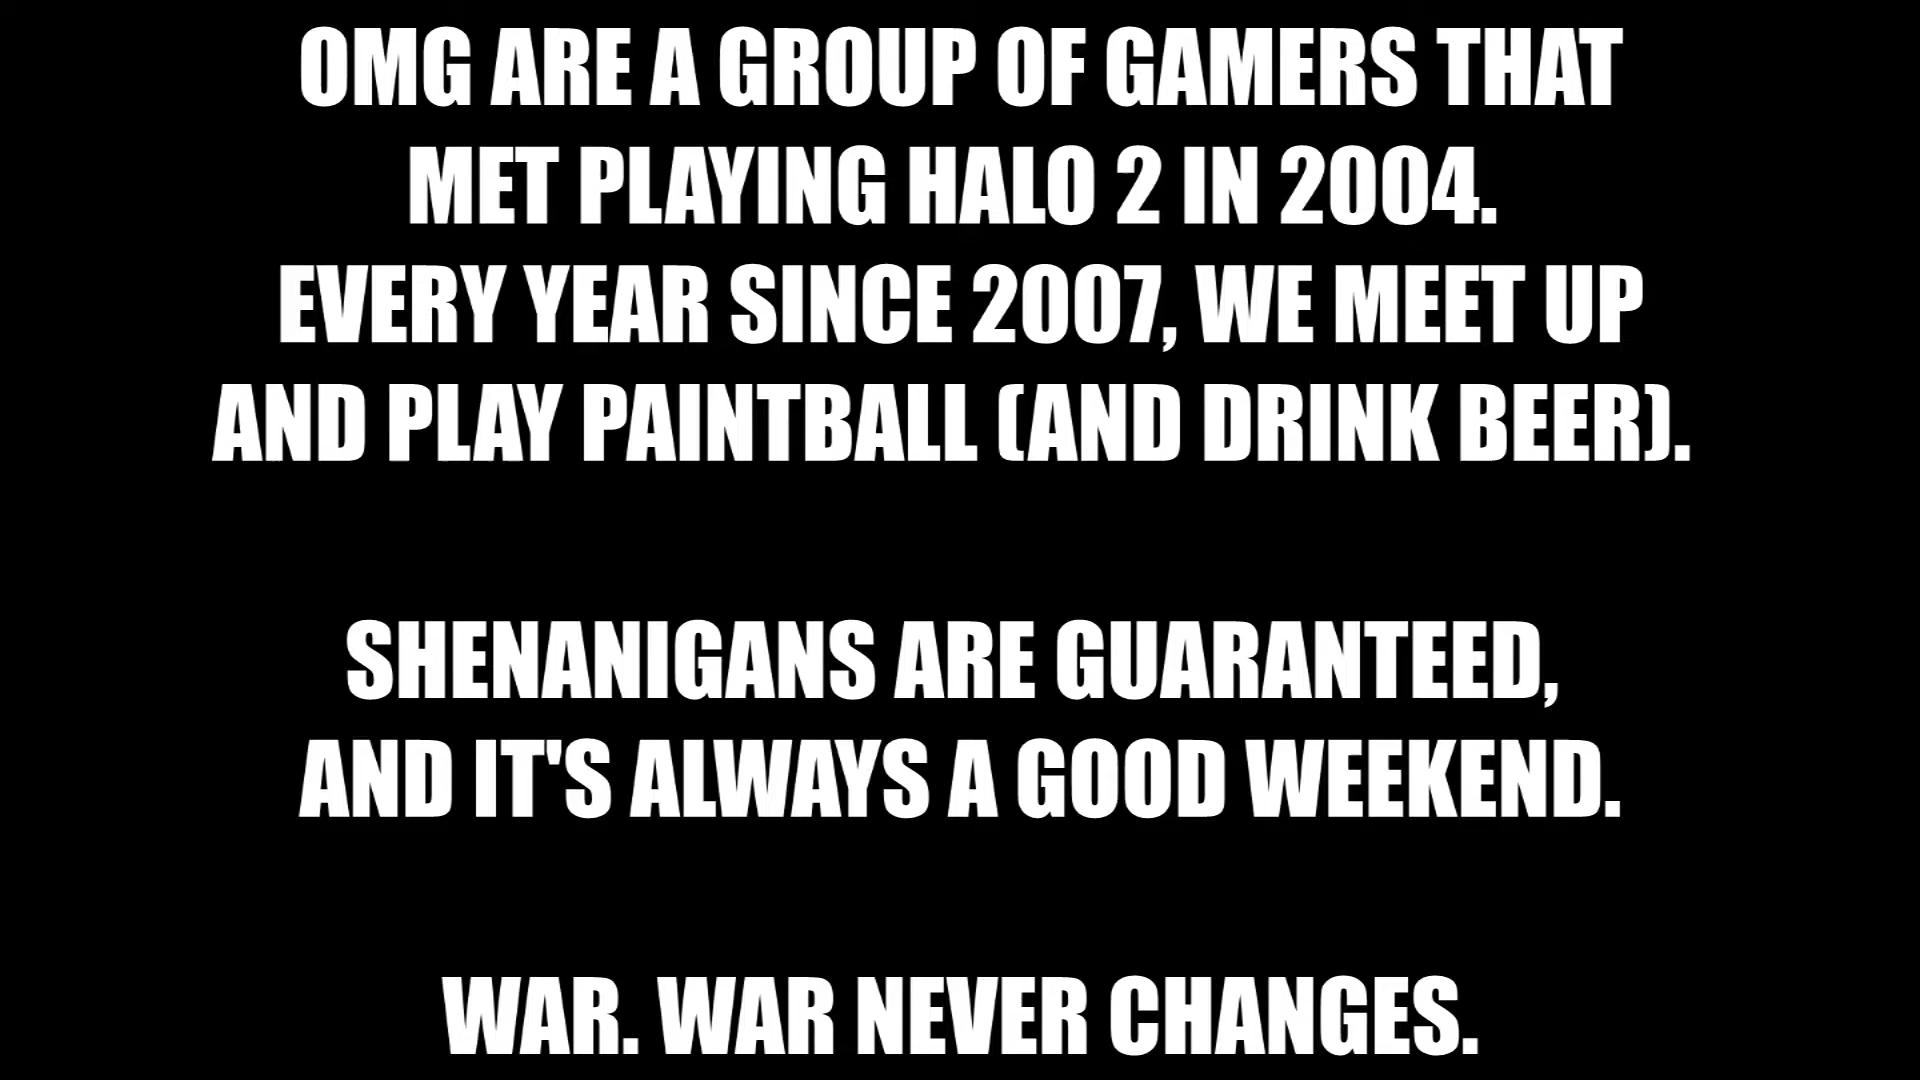 OMG ARE A GROUP OF GAMERS THAT
MET PLAYING HALO 2 IN 2004.
EVERY YEAR SINCE 2007, WE MEET UP
AND PLAY PAINTBALL (AND DRINK BEER).
SHENANIGANS ARE GUARANTEED,
AND IT'S ALWAYS A GOOD WEEKEND.
WAR. WAR NEVER CHANGES.